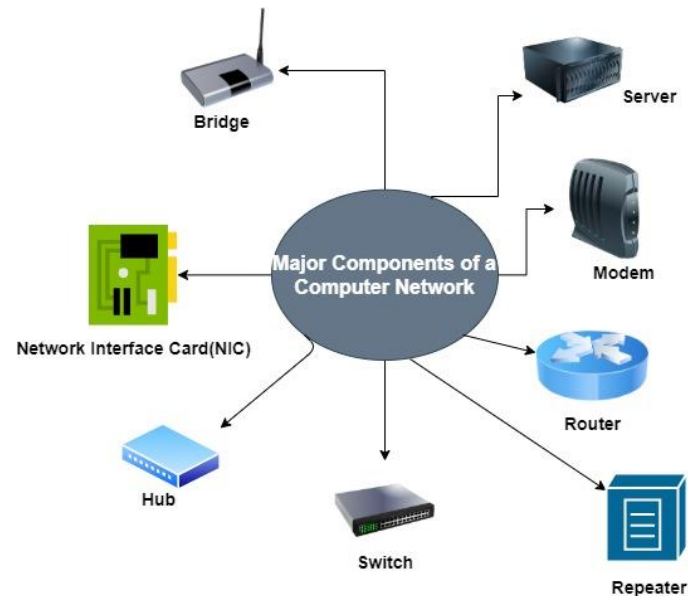 Bridge
Server
Major Components of a
Computer Network
Modem
Network Interface Card(NIC)
Router
Hub
Switch
Repeater